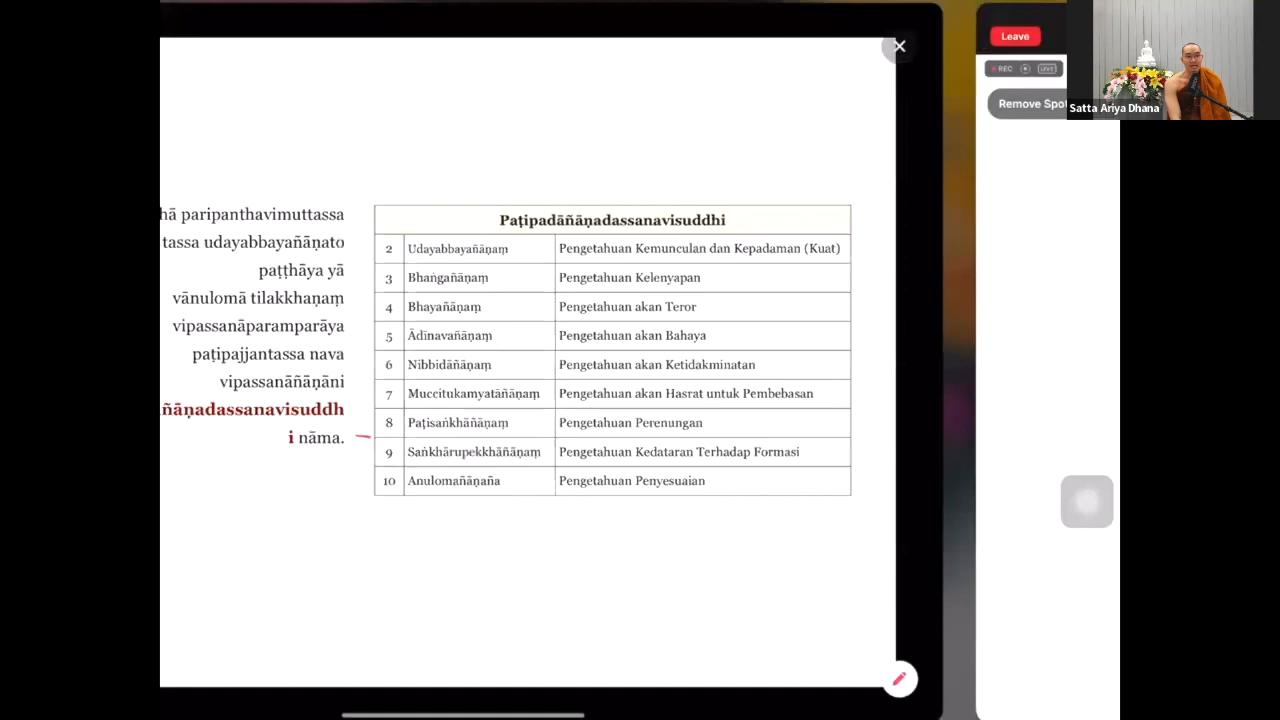 Leave
REC LIVE
Satta Ariya Dhana
hā paripanthavimuttassa
tassa udayabbayañāṇato
paṭṭhāya yā
vānulomā tilakkhaṇaṃ
vipassanāparamparāya
paṭipajjantassa nava
vipassanāñāṇāni
ñāṇadassanavisuddh
i nāma.
Paṭipadāñāṇadassanavisuddhi
2 Udayabbayañāṇaṃ Pengetahuan Kemunculan dan Kepadaman (Kuat)
3 Bhaṅgañāṇaṃ Pengetahuan Kelenyapan
4 Bhayañāṇaṃ Pengetahuan akan Teror
5 Ādīnavañāṇaṃ Pengetahuan akan Bahaya
6 Nibbidāñāṇaṃ Pengetahuan akan Ketidakminatan
7 Muccitukamyatāñāṇaṃ Pengetahuan akan Hasrat untuk Pembebasan
8 Paṭisaṅkhāñāṇaṃ Pengetahuan Perenungan
9 Saṅkhārupekkhāñāṇaṃ Pengetahuan Kedataran Terhadap Formasi
10 Anulomañāṇaña Pengetahuan Penyesuaian
Remove Spo